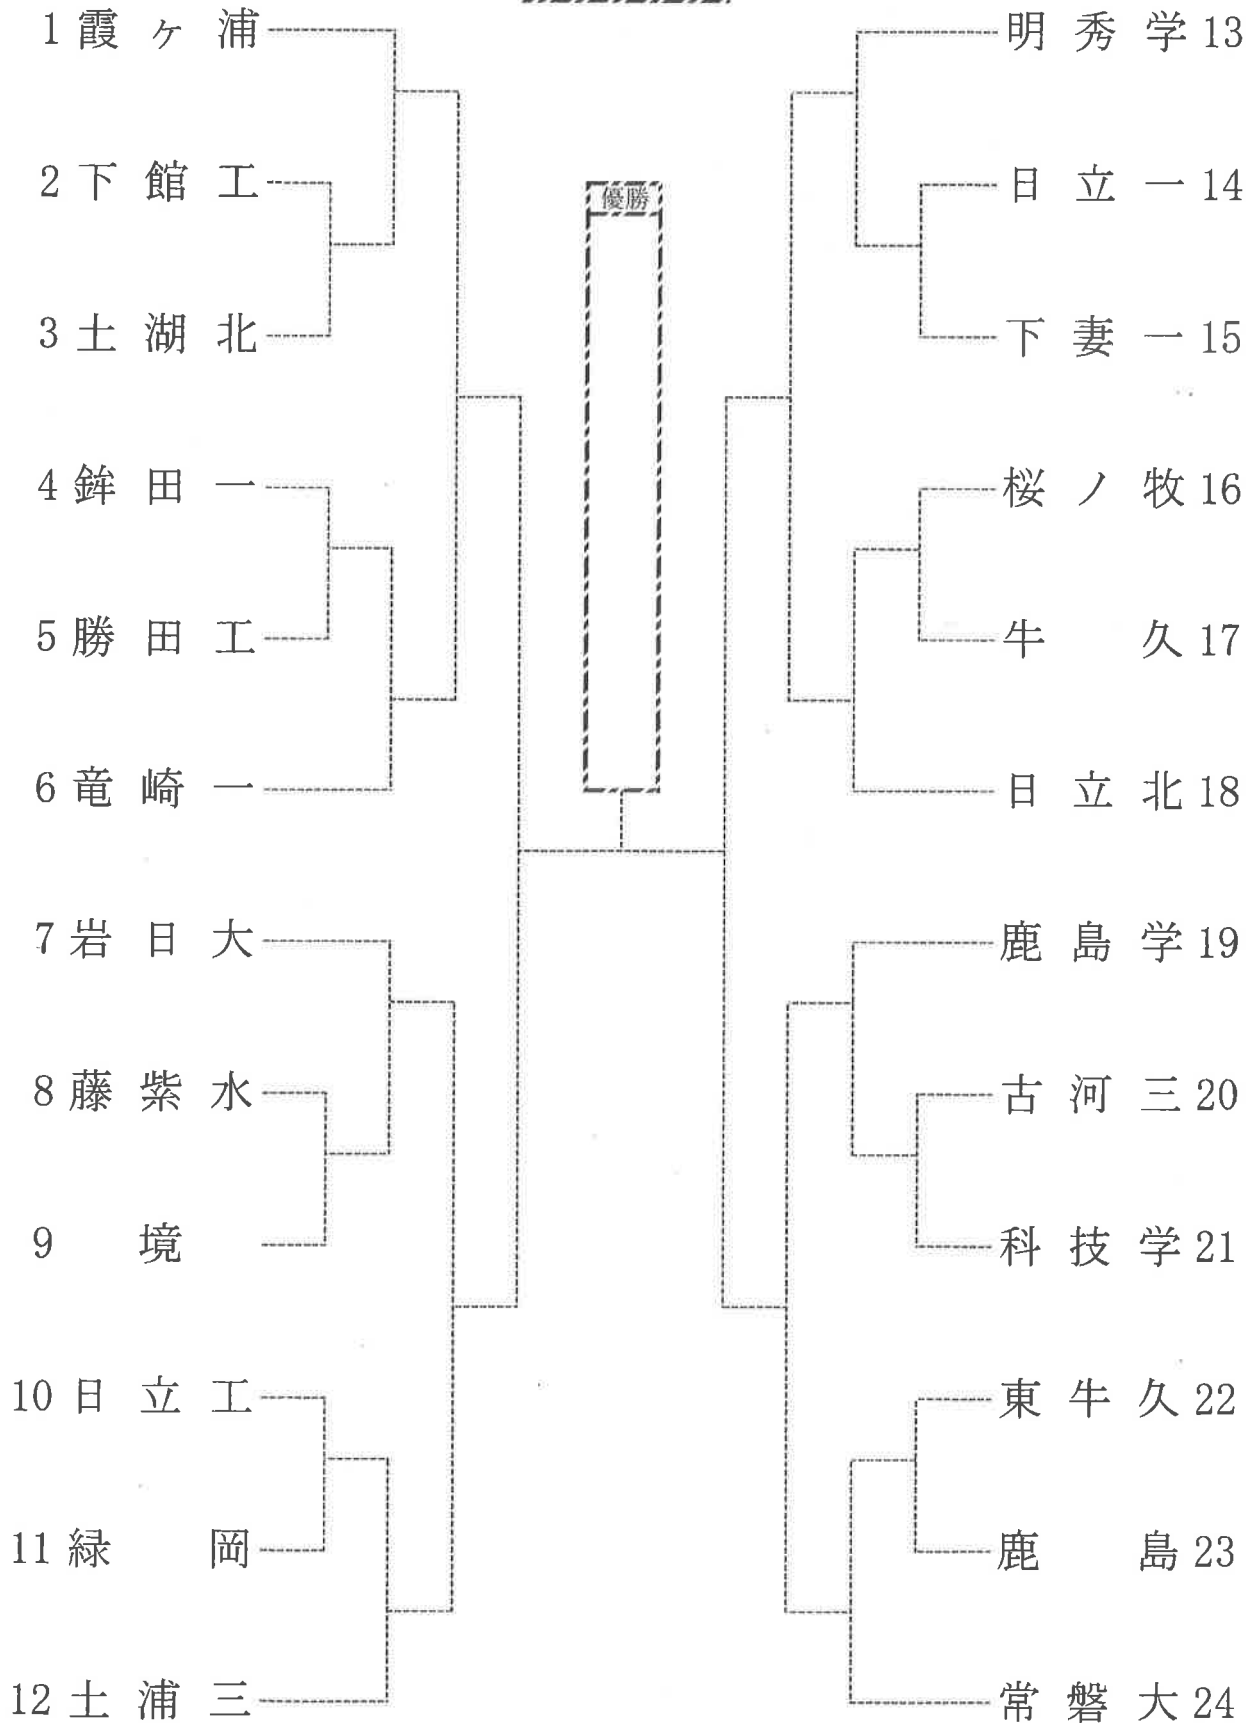 1 霞ヶ浦
2 下館工
3 土湖北
4 鉾田一
5 勝田工
6 竜崎一
7 岩日大
8 藤紫水
9 境
10 日立工
11 緑岡
12 土浦三
優勝
明秀学 13
日立一 14
下妻一 15
桜ノ牧 16
牛久 17
日立北 18
鹿島学 19
古河三 20
科技学 21
東牛久 22
鹿島 23
常磐大 24